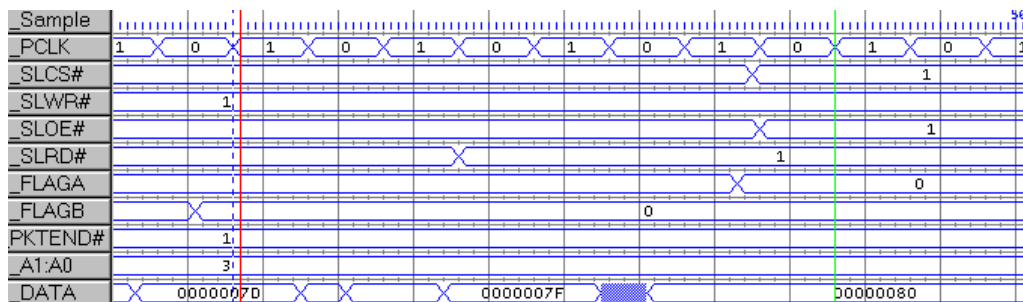 _Sample
_PCLK 1 0 1 0 1 0 1 0 1 0 1 0
_SLCS# 1
_SLWR# 1
_SLOE# 1
_SLRD# 1
_FLAGA 0
_FLAGB 0
PKTEND# 1
_A1:A0 3
_DATA 0000007D 0000007F 00000080